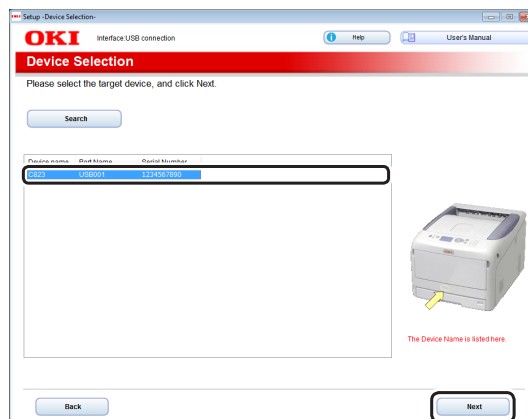 OKI Setup -Device Selection-
OKI Interface:USB connection Help User's Manual
Device Selection
Please select the target device, and click Next.
Search
Device name Port Name Serial Number
C823 USB001 1234567890
The Device Name is listed here.
Back Next